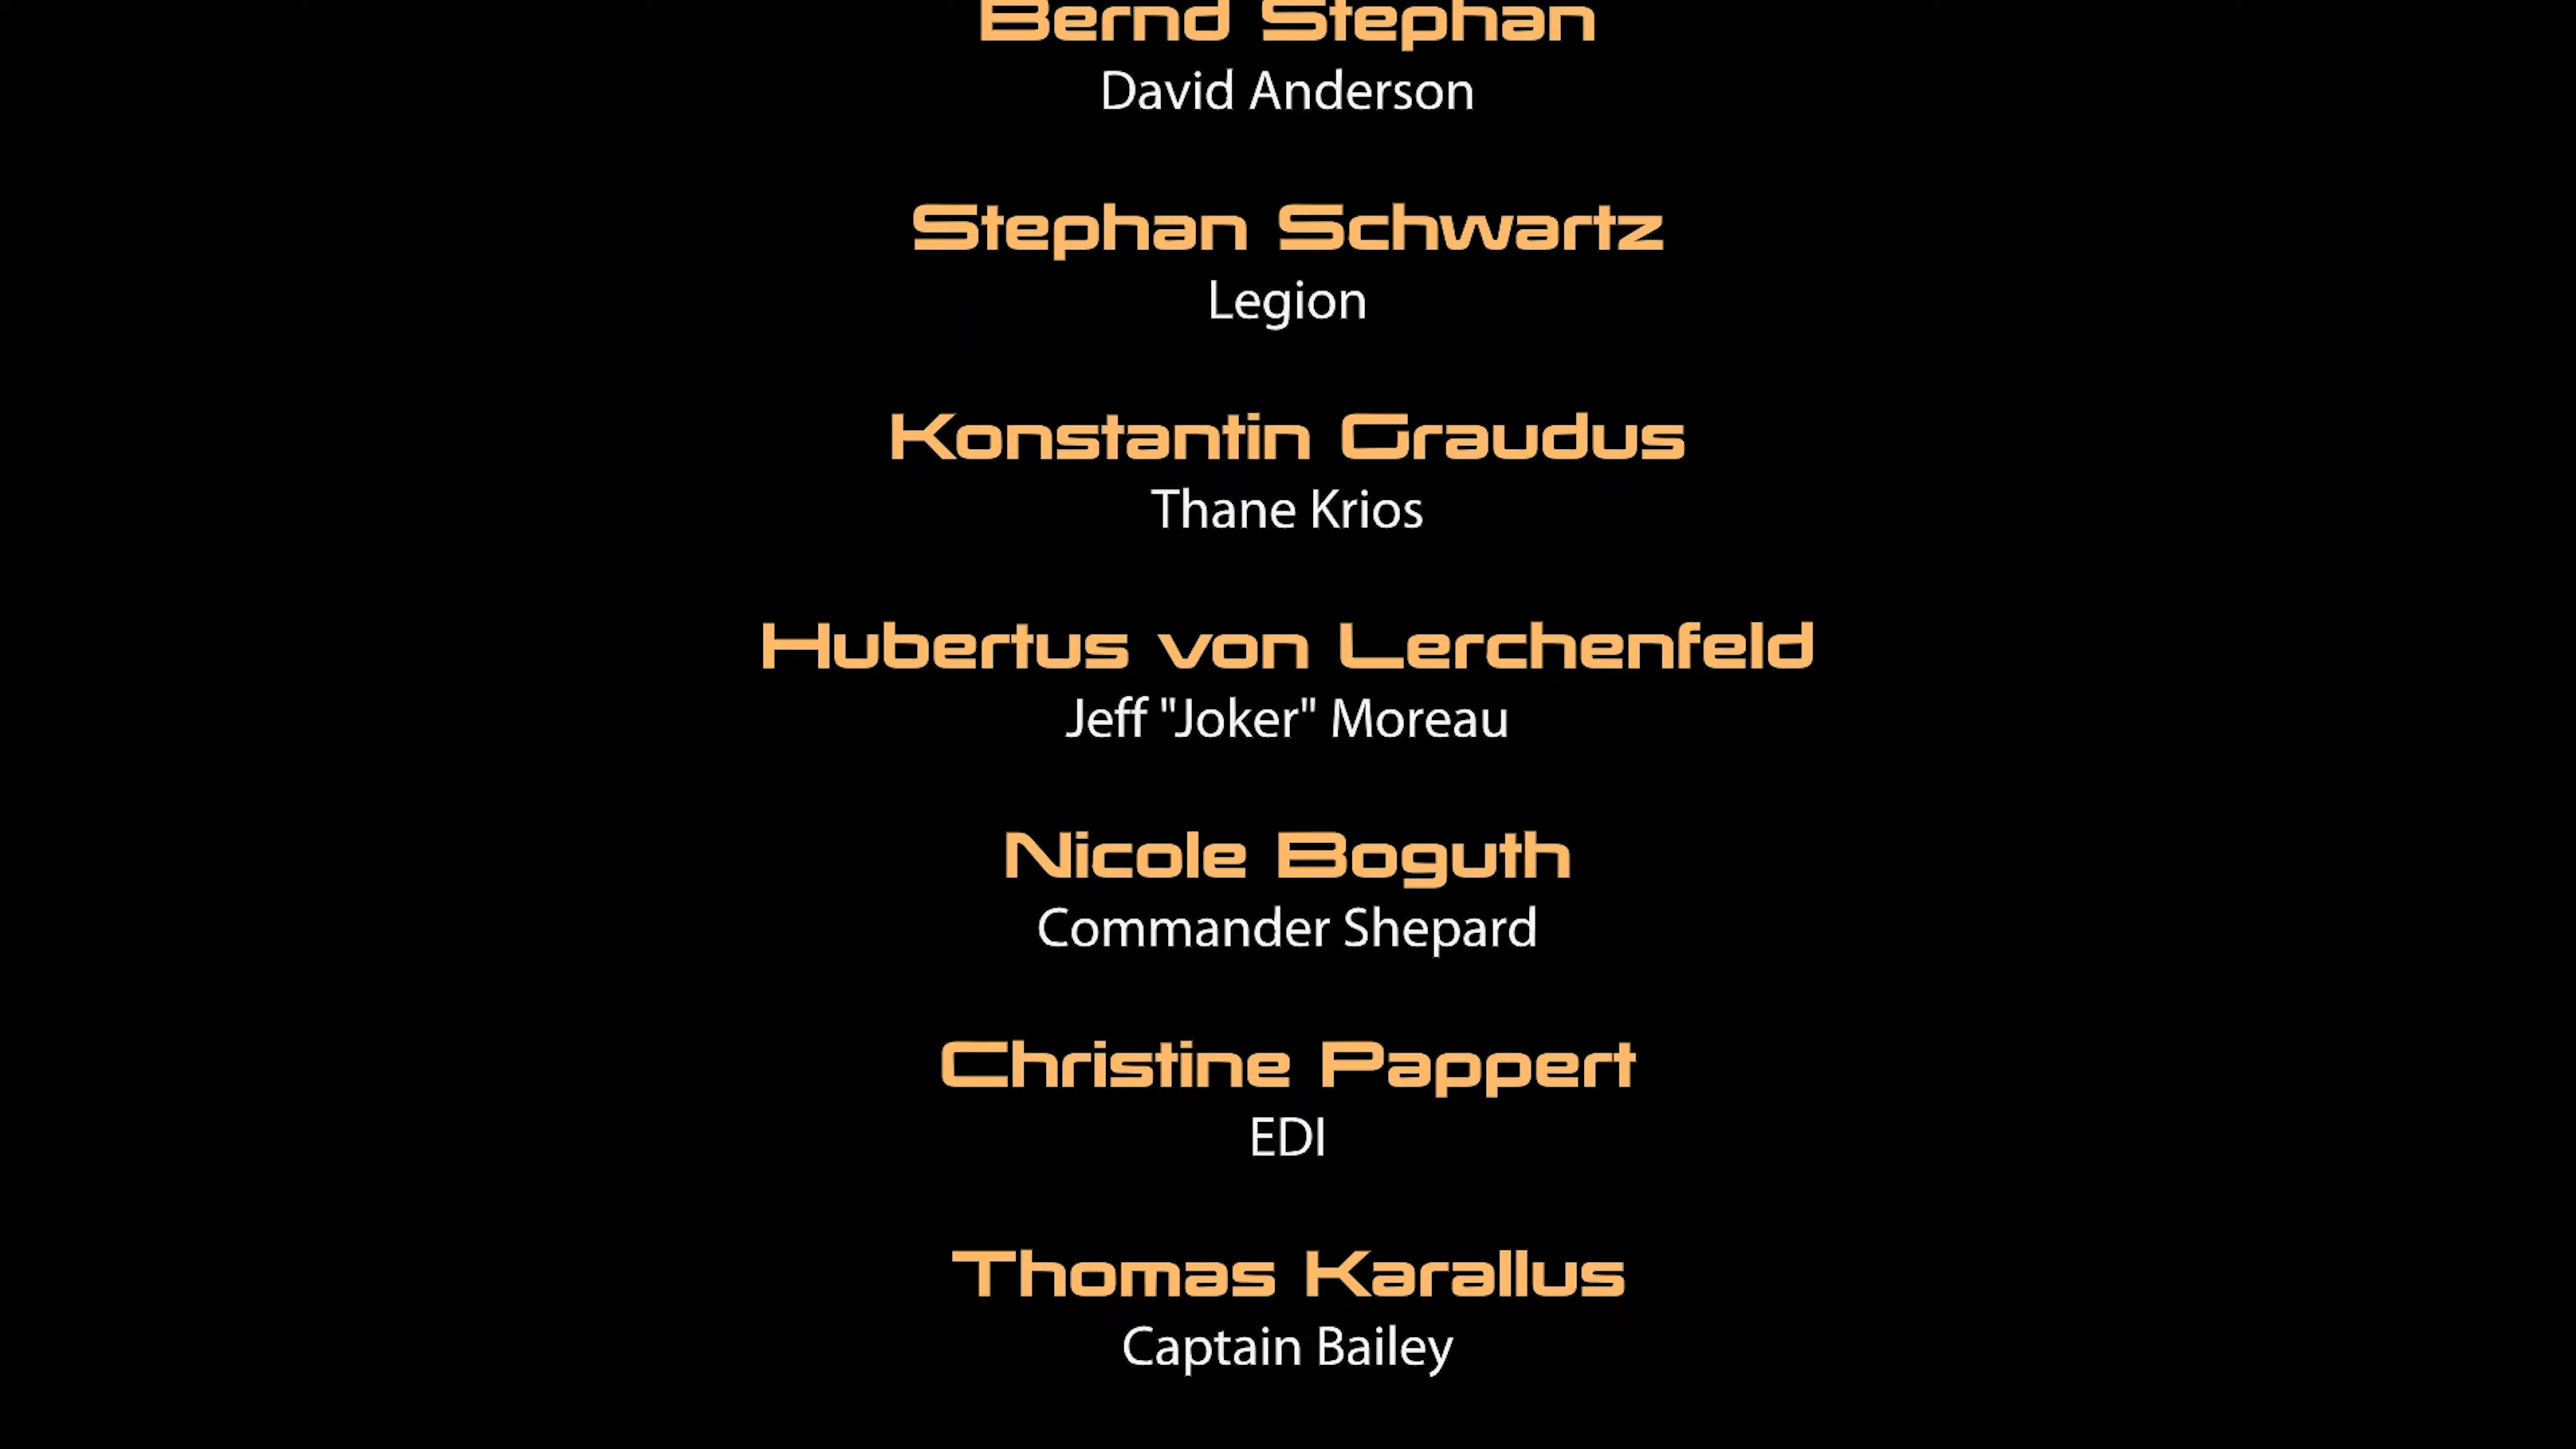 Bernd Stephan
David Anderson
Stephan Schwartz
Legion
Konstantin Graudus
Thane Krios
Hubertus von Lerchenfeld
Jeff "Joker" Moreau
Nicole Boguth
Commander Shepard
Christine Pappert
EDI
Thomas Karallus
Captain Bailey